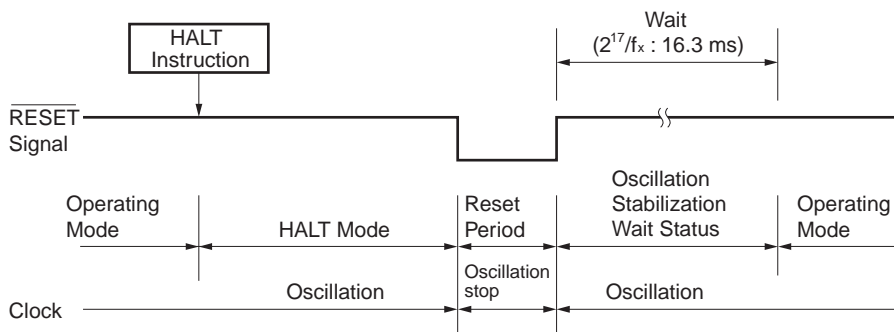 HALT
Instruction
Wait
(2¹⁷/fₓ : 16.3 ms)
RESET
Signal
Operating
Mode
HALT Mode
Reset
Period
Oscillation
Stabilization
Wait Status
Operating
Mode
Clock
Oscillation
Oscillation
stop
Oscillation